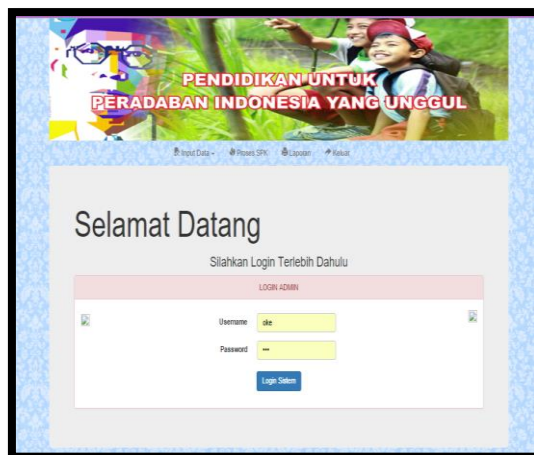 PENDIDIKAN UNTUK
PERADABAN INDONESIA YANG UNGGUL
Input Data Proses SPK Laporan Keluar
Selamat Datang
Silahkan Login Terlebih Dahulu
LOGIN ADMIN
Username oke
Password •••
Login Sistem